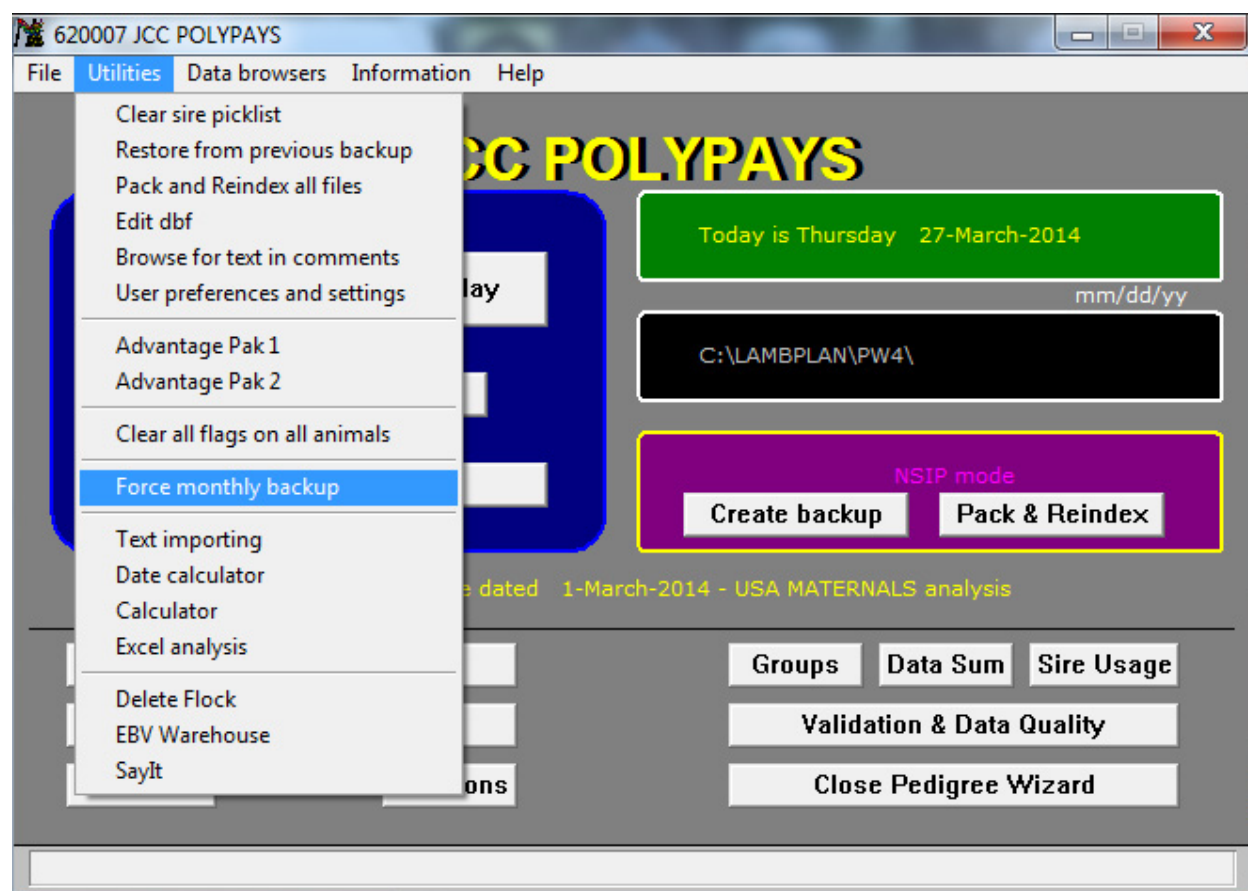 620007 JCC POLYPAYS
File Utilities Data browsers Information Help
Clear sire picklist
Restore from previous backup
Pack and Reindex all files
Edit dbf
Browse for text in comments
User preferences and settings
Advantage Pak 1
Advantage Pak 2
Clear all flags on all animals
Force monthly backup
Text importing
Date calculator
Calculator
Excel analysis
Delete Flock
EBV Warehouse
SayIt
CC POLYPAYS
lay
Today is Thursday 27-March-2014
mm/dd/yy
C:\LAMBPLAN\PW4\
NSIP mode
Create backup Pack & Reindex
e dated 1-March-2014 - USA MATERNALS analysis
Groups Data Sum Sire Usage
Validation & Data Quality
ons Close Pedigree Wizard